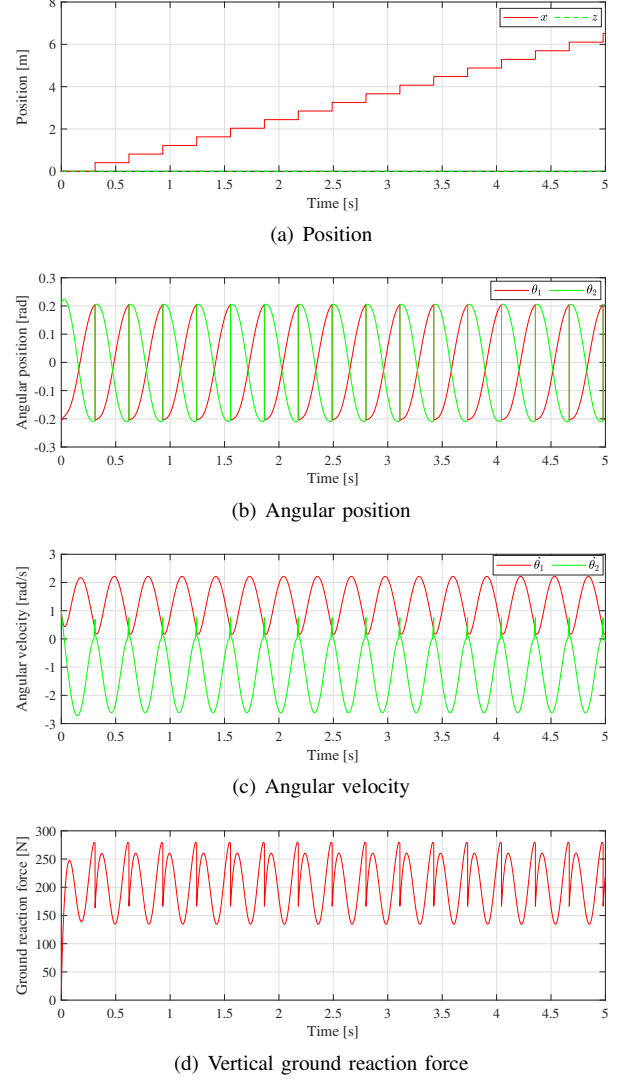 8
6
4
2
0
Position [m]
x z
0 0.5 1 1.5 2 2.5 3 3.5 4 4.5 5
Time [s]
(a) Position
0.3
0.2
0.1
0
-0.1
-0.2
-0.3
Angular position [rad]
θ₁ θ₂
0 0.5 1 1.5 2 2.5 3 3.5 4 4.5 5
Time [s]
(b) Angular position
3
2
1
0
-1
-2
-3
Angular velocity [rad/s]
θ̇₁ θ̇₂
0 0.5 1 1.5 2 2.5 3 3.5 4 4.5 5
Time [s]
(c) Angular velocity
300
250
200
150
100
50
0
Ground reaction force [N]
0 0.5 1 1.5 2 2.5 3 3.5 4 4.5 5
Time [s]
(d) Vertical ground reaction force